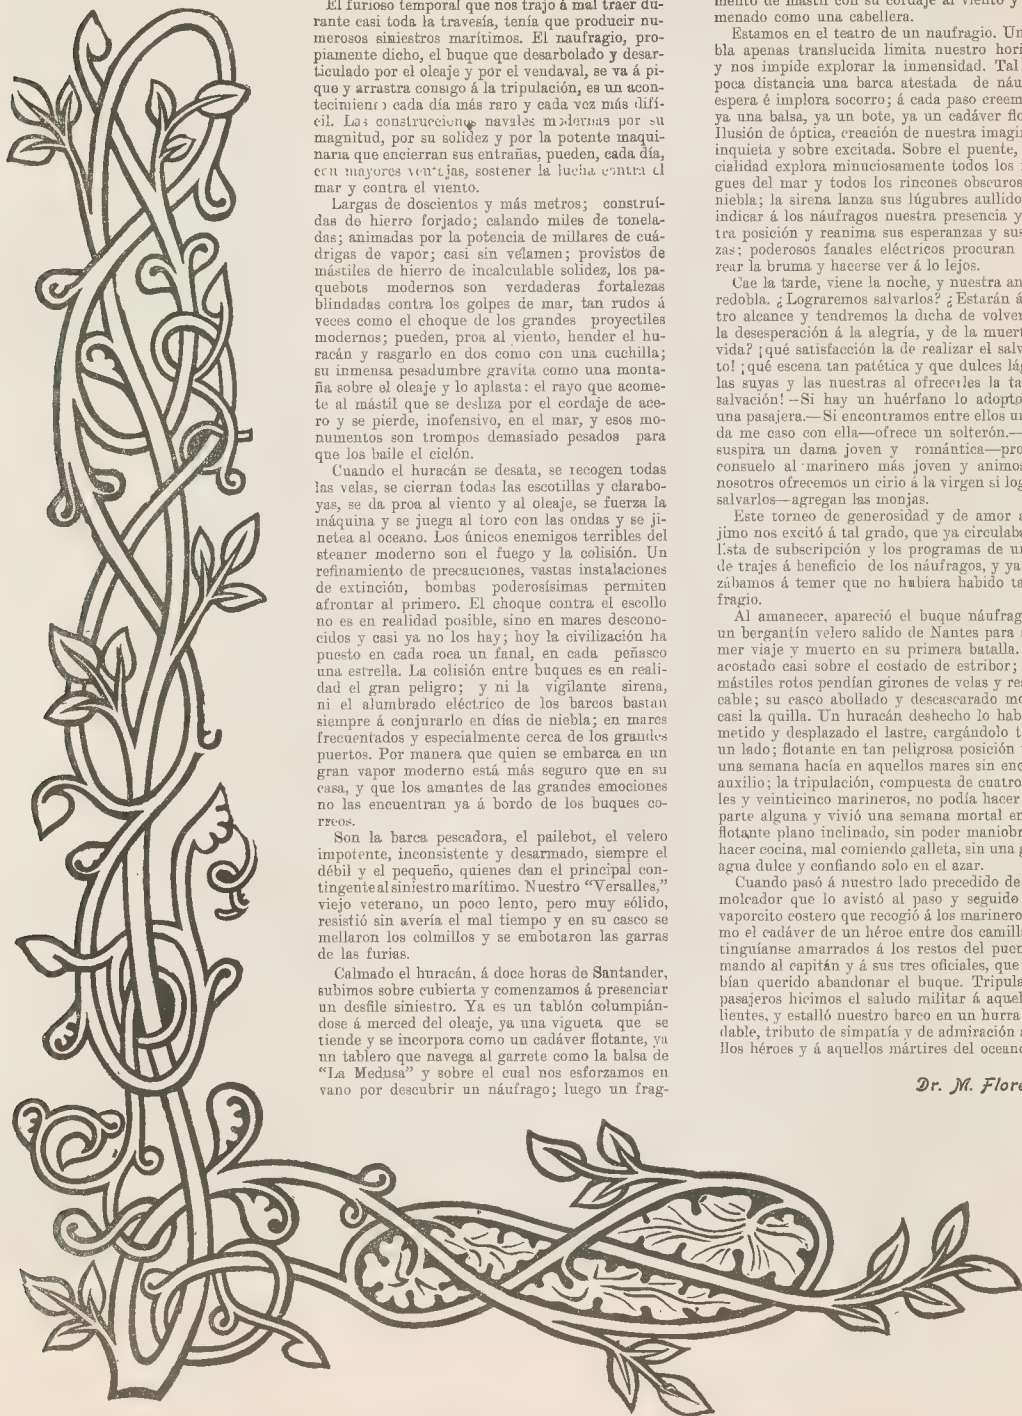 El furioso temporal que nos trajo á mal traer du-
rante casi toda la travesía, tenía que producir nu-
merosos siniestros marítimos. El naufragio, pro-
piamente dicho, el buque que desarbolado y desar-
ticulado por el oleaje y por el vendaval, se va á pi-
que y arrastra consigo á la tripulación, es un acon-
tecimiento cada día más raro y cada vez más difí-
cil. Las construcciones navales modernas por su
magnitud, por su solidez y por la potente maqui-
naria que encierran sus entrañas, pueden, cada día,
con mayores ventajas, sostener la lucha contra el
mar y contra el viento.
Largas de doscientos y más metros; construí-
das de hierro forjado; calando miles de tonela-
das; animadas por la potencia de millares de cuá-
drigas de vapor; casi sin velamen; provistos de
mástiles de hierro de incalculable solidez, los pa-
quebots modernos son verdaderas fortalezas
blindadas contra los golpes de mar, tan rudos á
veces como el choque de los grandes proyectiles
modernos; pueden, proa al viento, hender el hu-
racán y rasgarlo en dos como con una cuchilla;
su inmensa pesadumbre gravita como una monta-
ña sobre el oleaje y lo aplasta: el rayo que acome-
te al mástil que se desliza por el cordaje de ace-
ro y se pierde, inofensivo, en el mar, y esos mo-
numentos son trompos demasiado pesados para
que los baile el ciclón.
Cuando el huracán se desata, se recogen todas
las velas, se cierran todas las escotillas y clarabo-
yas, se da proa al viento y al oleaje, se fuerza la
máquina y se juega al toro con las ondas y se ji-
netea al oceano. Los únicos enemigos terribles del
steaner moderno son el fuego y la colisión. Un
refinamiento de precauciones, vastas instalaciones
de extinción, bombas poderosísimas permiten
afrontar al primero. El choque contra el escollo
no es en realidad posible, sino en mares descono-
cidos y casi ya no los hay; hoy la civilización ha
puesto en cada roca un fanal, en cada peñasco
una estrella. La colisión entre buques es en reali-
dad el gran peligro; y ni la vigilante sirena,
ni el alumbrado eléctrico de los barcos bastan
siempre á conjurarlo en días de niebla; en mares
frecuentados y especialmente cerca de los grandes
puertos. Por manera que quien se embarca en un
gran vapor moderno está más seguro que en su
casa, y que los amantes de las grandes emociones
no las encuentran ya á bordo de los buques co-
rreos.
Son la barca pescadora, el pailebot, el velero
impotente, inconsistente y desarmado, siempre el
débil y el pequeño, quienes dan el principal con-
tingente al siniestro marítimo. Nuestro “Versalles,”
viejo veterano, un poco lento, pero muy sólido,
resistió sin avería el mal tiempo y en su casco se
mellaron los colmillos y se embotaron las garras
de las furias.
Calmado el huracán, á doce horas de Santander,
subimos sobre cubierta y comenzamos á presenciar
un desfile siniestro. Ya es un tablón columpián-
dose á merced del oleaje, ya una vigueta que se
tiende y se incorpora como un cadáver flotante, ya
un tablero que navega al garrete como la balsa de
“La Medusa” y sobre el cual nos esforzamos en
vano por descubrir un náufrago; luego un frag-
mento de mástil con su cordaje al viento y
menado como una cabellera.
Estamos en el teatro de un naufragio. Un
bla apenas translucida limita nuestro hori
y nos impide explorar la inmensidad. Tal
poca distancia una barca atestada de náu
espera é implora socorro; á cada paso creem
ya una balsa, ya un bote, ya un cadáver flo
Ilusión de óptica, creación de nuestra imagin
inquieta y sobre excitada. Sobre el puente,
cialidad explora minuciosamente todos los
gues del mar y todos los rincones obscuros
niebla; la sirena lanza sus lúgubres aullido
indicar á los náufragos nuestra presencia y
tra posición y reanima sus esperanzas y sus
zas; poderosos fanales eléctricos procuran
rear la bruma y hacerse ver á lo lejos.
Cae la tarde, viene la noche, y nuestra an
redobla. ¿Lograremos salvarlos? ¿Estarán á
tro alcance y tendremos la dicha de volver
la desesperación á la alegría, y de la muert
vida? ¡qué satisfacción la de realizar el salv
to! ¡qué escena tan patética y que dulces lág
las suyas y las nuestras al ofrecerles la ta
salvación!—Si hay un huérfano lo adopto
una pasajera.—Si encontramos entre ellos un
da me caso con ella—ofrece un solterón.—
suspira un dama joven y romántica—pro
consuelo al marinero más joven y animos
nosotros ofrecemos un cirio á la virgen si log
salvarlos—agregan las monjas.
Este torneo de generosidad y de amor a
jimo nos excitó á tal grado, que ya circulab
lista de subscripción y los programas de un
de trajes á beneficio de los náufragos, y ya
zábamos á temer que no hubiera habido ta
fragio.
Al amanecer, apareció el buque náufrag
un bergantín velero salido de Nantes para
mer viaje y muerto en su primera batalla.
acostado casi sobre el costado de estribor;
mástiles rotos pendían girones de velas y re
cable; su casco abollado y descascarado mo
casi la quilla. Un huracán deshecho lo hab
metido y desplazado el lastre, cargándolo t
un lado; flotante en tan peligrosa posición
una semana hacía en aquellos mares sin enc
auxilio; la tripulación, compuesta de cuatro
les y veinticinco marineros, no podía hacer
parte alguna y vivió una semana mortal en
flotante plano inclinado, sin poder maniobr
hacer cocina, mal comiendo galleta, sin una g
agua dulce y confiando solo en el azar.
Cuando pasó á nuestro lado precedido de
molcador que lo avistó al paso y seguido
vaporcito costero que recogió á los marinero
mo el cadáver de un héroe entre dos camill
tinguíanse amarrados á los restos del puen
mando al capitán y á sus tres oficiales, que
bían querido abandonar el buque. Tripula
pasajeros hicimos el saludo militar á aquel
lientes, y estalló nuestro barco en un hurra
dable, tributo de simpatía y de admiración a
llos héroes y á aquellos mártires del oceano
Dr. M. Flore